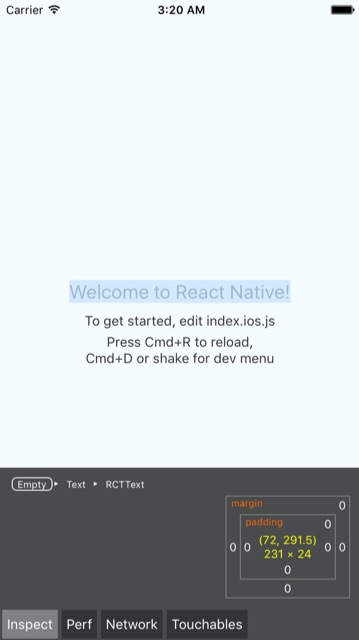 Carrier 3:20 AM
Welcome to React Native!
To get started, edit index.ios.js
Press Cmd+R to reload,
Cmd+D or shake for dev menu
Empty ▸ Text ▸ RCTText
margin 0
padding 0
(72, 291.5)
0 0 0 0
231 × 24
0
0
Inspect Perf Network Touchables